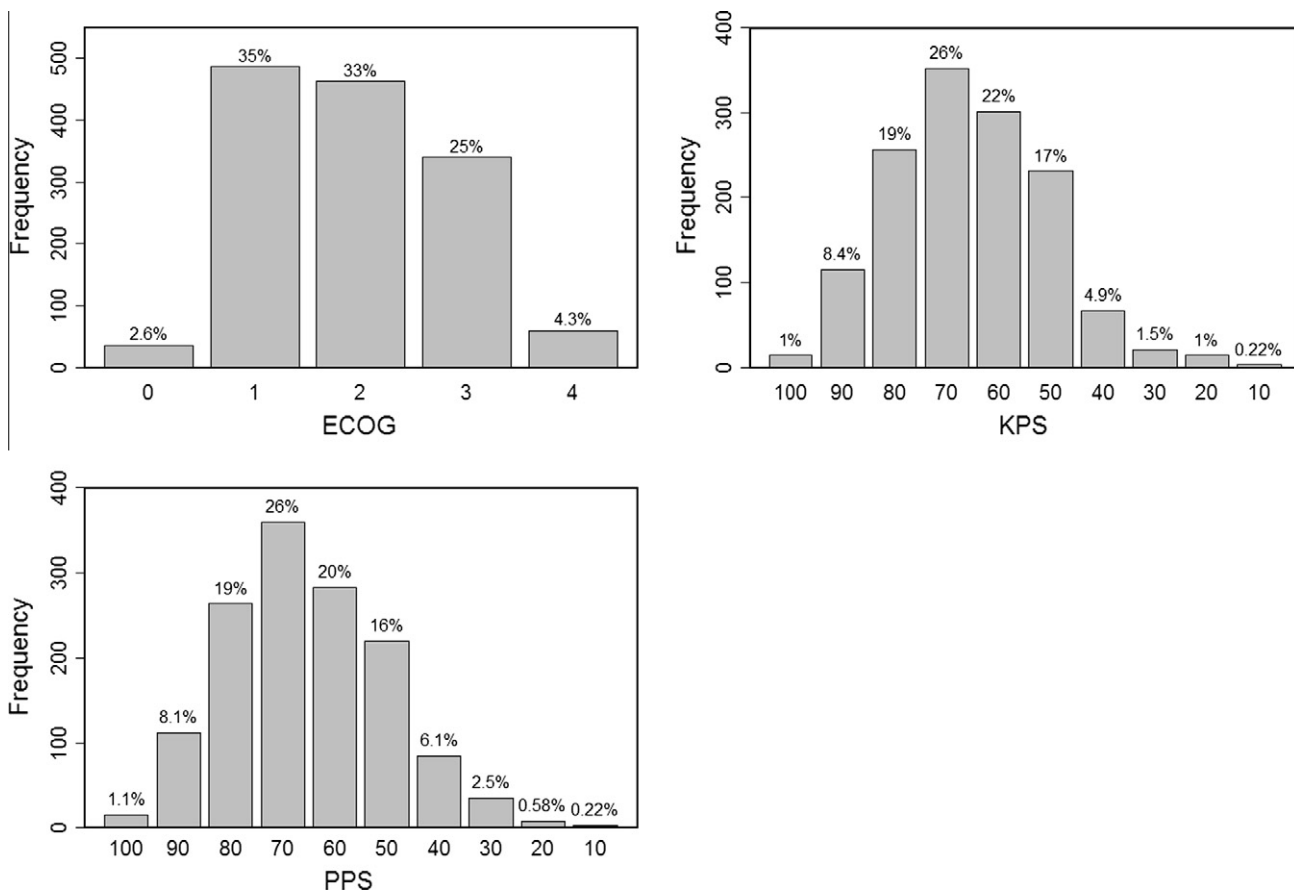 35%
33%
25%
2.6%
4.3%
Frequency
0 100 200 300 400 500
0 1 2 3 4
ECOG
26%
22%
19%
17%
8.4%
4.9%
1.5%
1%
1%
0.22%
Frequency
0 100 200 300 400
100 90 80 70 60 50 40 30 20 10
KPS
26%
20%
19%
16%
8.1%
6.1%
2.5%
1.1%
0.58%
0.22%
Frequency
0 100 200 300 400
100 90 80 70 60 50 40 30 20 10
PPS